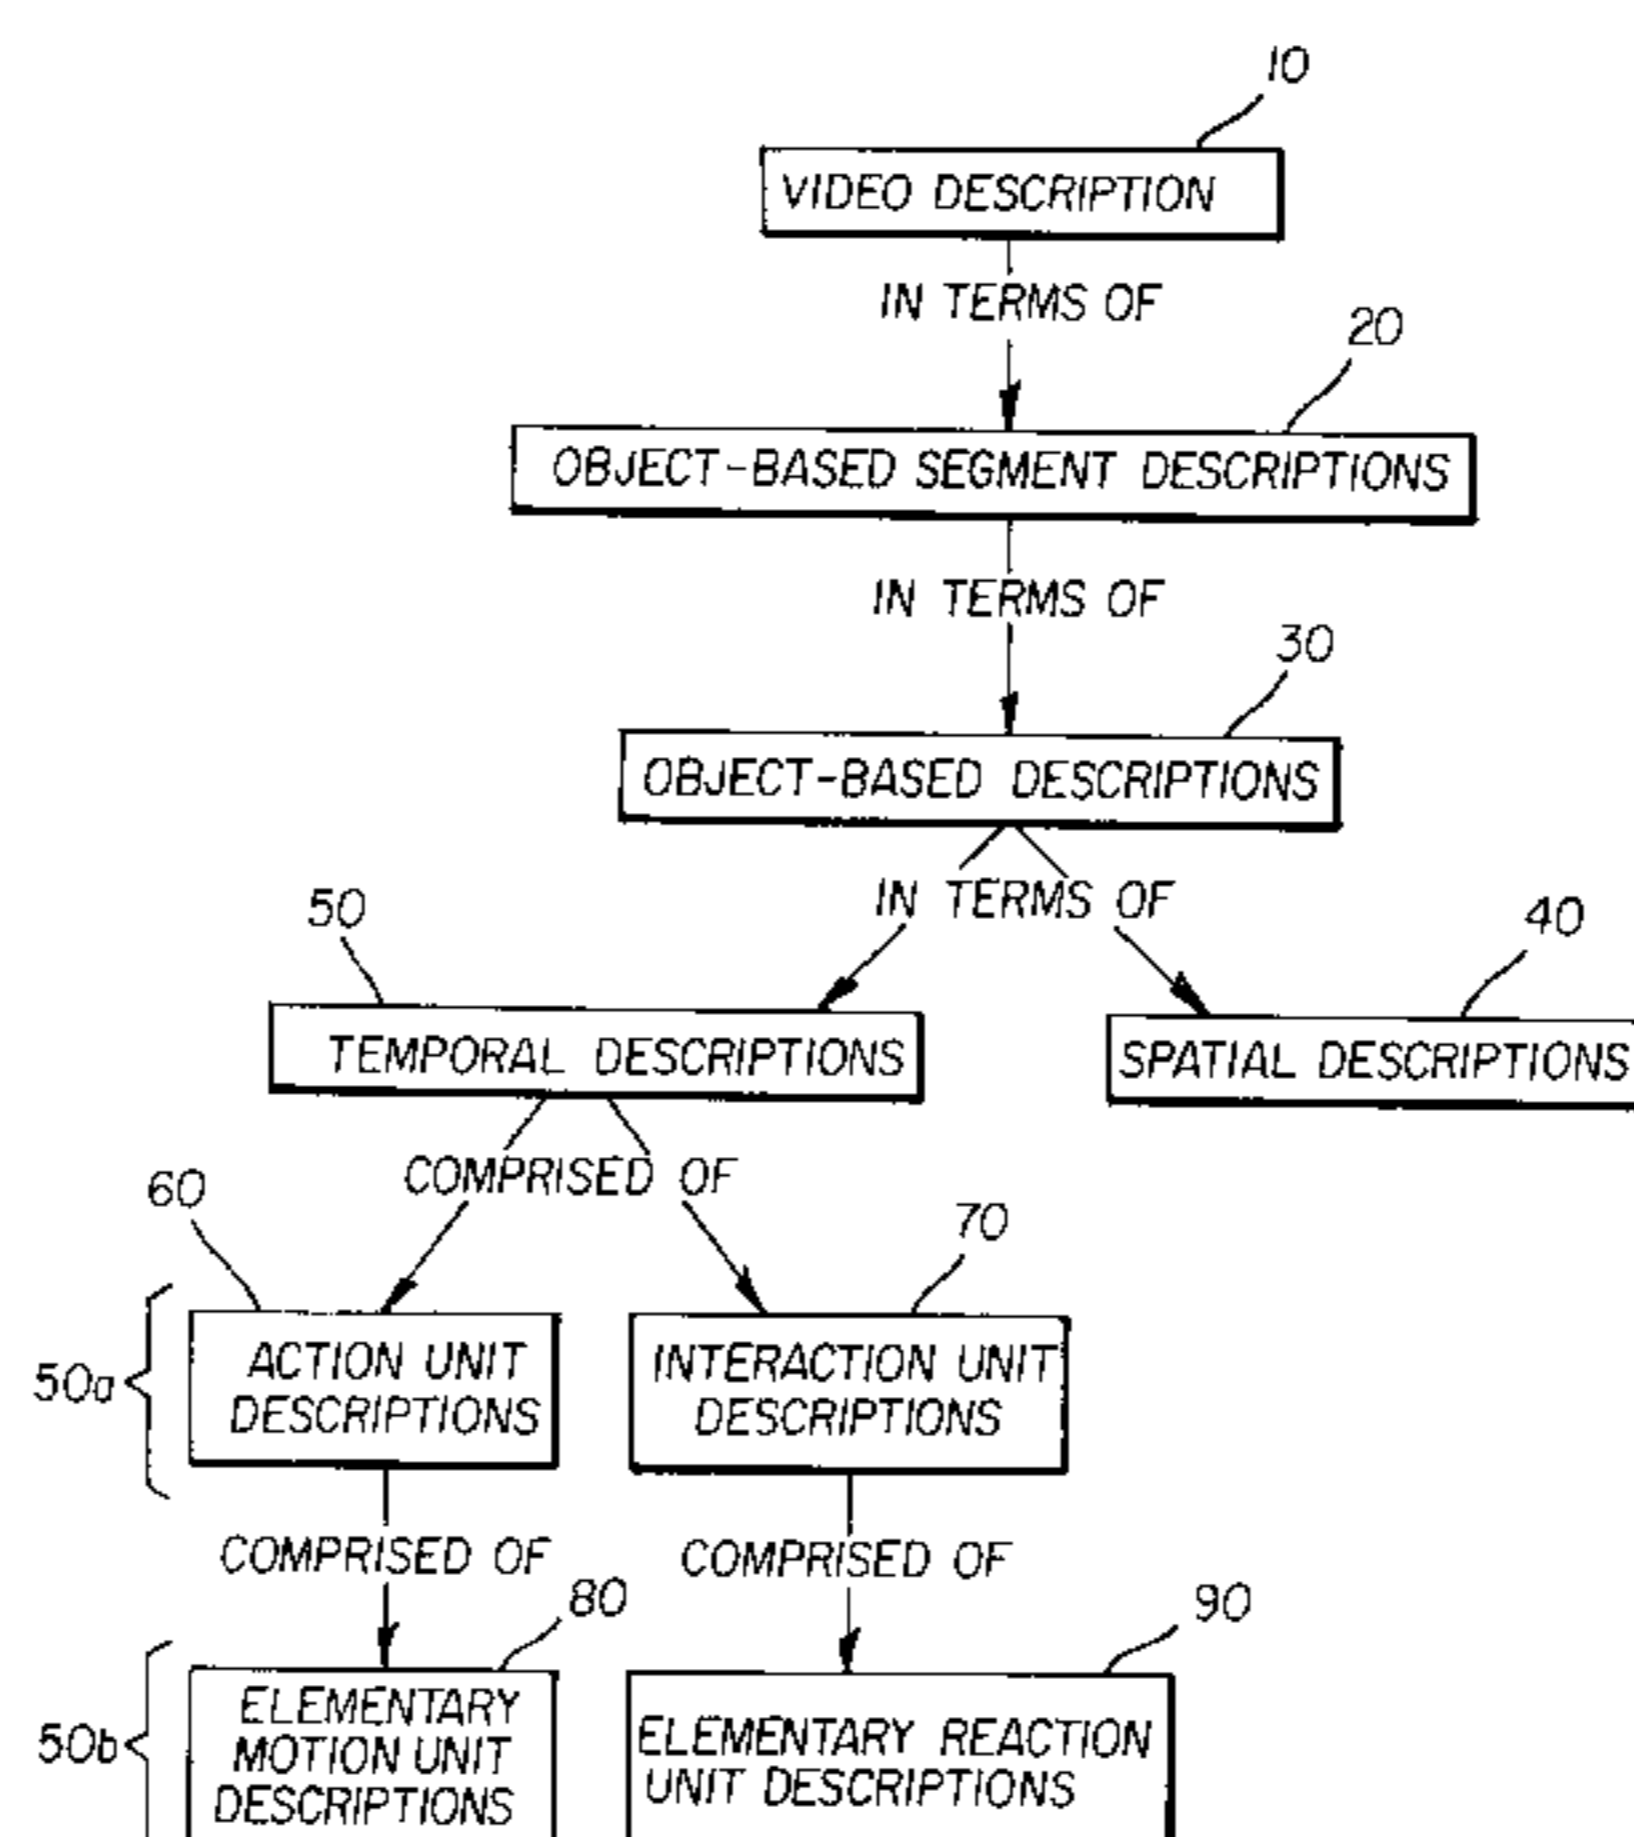 10
VIDEO DESCRIPTION
IN TERMS OF
20
OBJECT-BASED SEGMENT DESCRIPTIONS
IN TERMS OF
30
OBJECT-BASED DESCRIPTIONS
IN TERMS OF
50
40
TEMPORAL DESCRIPTIONS
SPATIAL DESCRIPTIONS
COMPRISED OF
60
70
50a
ACTION UNIT
DESCRIPTIONS
INTERACTION UNIT
DESCRIPTIONS
COMPRISED OF
COMPRISED OF
80
90
50b
ELEMENTARY
MOTION UNIT
DESCRIPTIONS
ELEMENTARY REACTION
UNIT DESCRIPTIONS